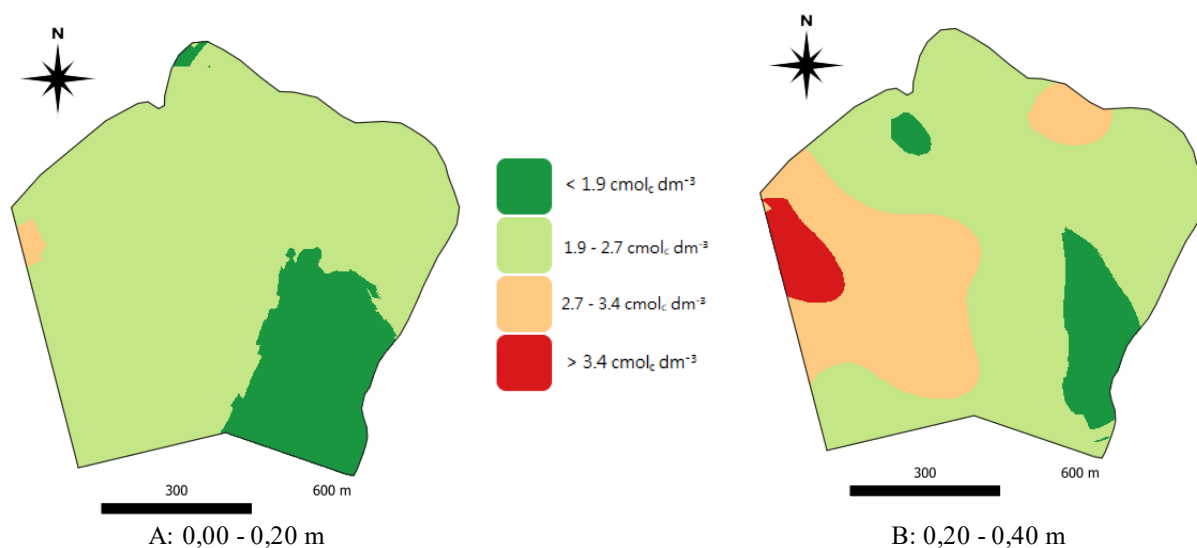 N
N
< 1.9 cmolc dm⁻³
1.9 - 2.7 cmolc dm⁻³
2.7 - 3.4 cmolc dm⁻³
> 3.4 cmolc dm⁻³
300 600 m
300 600 m
A: 0,00 - 0,20 m
B: 0,20 - 0,40 m